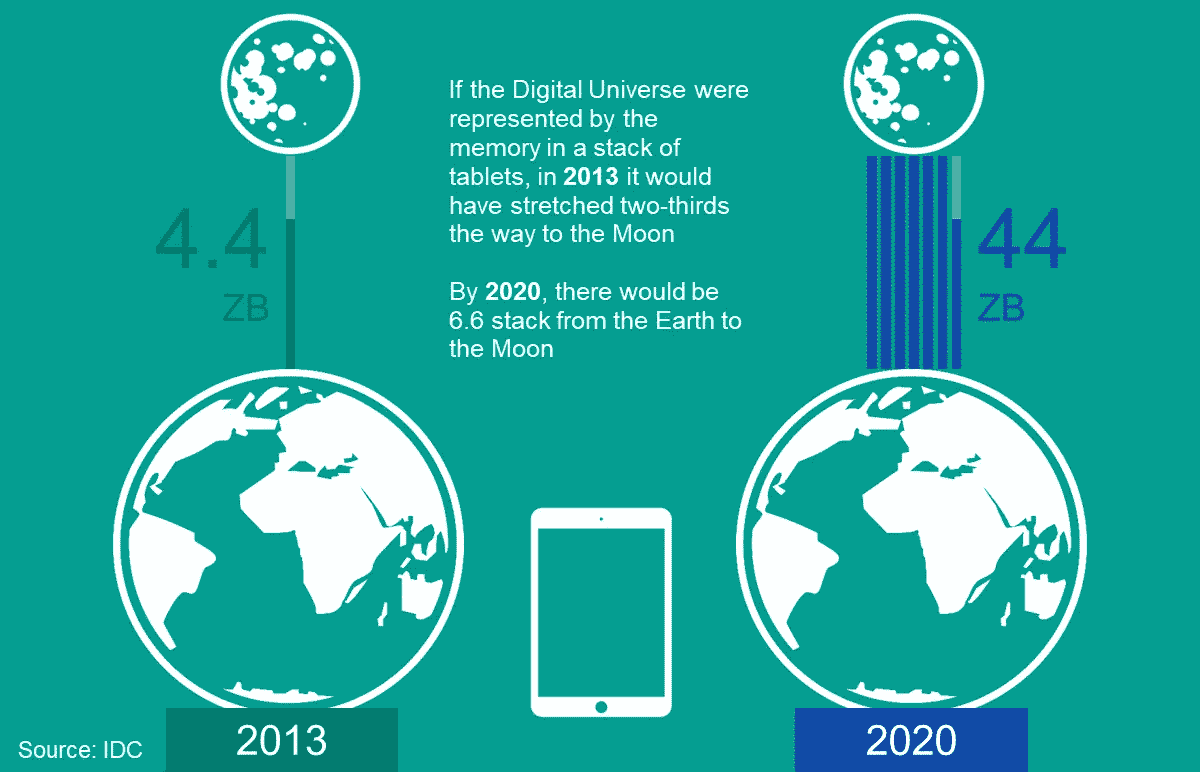 If the Digital Universe were
represented by the
memory in a stack of
tablets, in 2013 it would
have stretched two-thirds
the way to the Moon
By 2020, there would be
6.6 stack from the Earth to
the Moon
4.4
ZB
44
ZB
2013
2020
Source: IDC